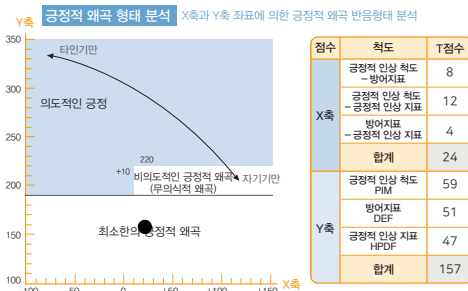 긍정적 왜곡 형태 분석 X축과 Y축 좌표에 의한 긍정적 왜곡 반응형태 분석
Y축
350
300
250
200
150
100
타인기만
의도적인 긍정
220
+10
비의도적인 긍정적 왜곡
(무의식적 왜곡)
자기기만
최소한의 긍정적 왜곡
-100 -50 0 +50 +100 +150 X축
점수 척도 T점수
X축
긍정적 인상 척도
– 방어지표
8
긍정적 인상 척도
– 긍정적 인상 지표
12
방어지표
– 긍정적 인상 지표
4
합계 24
Y축
긍정적 인상 척도
PIM
59
방어지표
DEF
51
긍정적 인상 지표
HPDF
47
합계 157